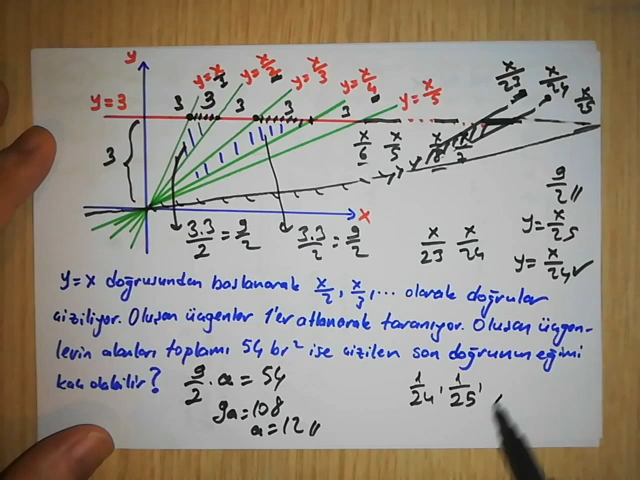 y
y=x/3
y=x/2
y=x/3
y=x/4
y=x/5
x/23
x/24
x/25
y=3
3
3
3
3
3
x/6
x/5
x/8
x/7
x
3.3/2 = 9/2
3.3/2 = 9/2
x/23 x/24
9/2 //
y=x/25
y=x/24 ✓
y=x doğrusundan başlanarak x/2, x/3, ... olarak doğrular
çiziliyor. Oluşan üçgenler 1'er atlanarak taranıyor. Oluşan üçgen-
lerin alanları toplamı 54 br² ise çizilen son doğrunun eğimi
kaç olabilir?
9/2 . a = 54
9a = 108
a = 12 //
1/24, 1/25,